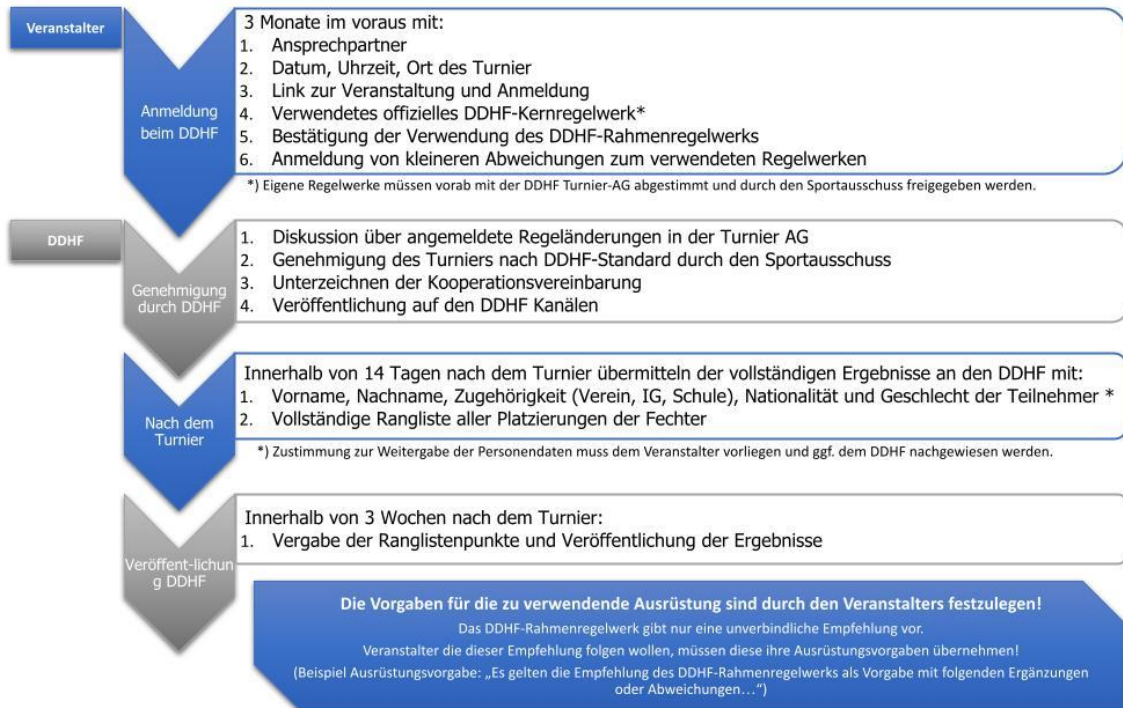 Veranstalter
Anmeldung
beim DDHF
3 Monate im voraus mit:
1. Ansprechpartner
2. Datum, Uhrzeit, Ort des Turnier
3. Link zur Veranstaltung und Anmeldung
4. Verwendetes offizielles DDHF-Kernregelwerk*
5. Bestätigung der Verwendung des DDHF-Rahmenregelwerks
6. Anmeldung von kleineren Abweichungen zum verwendeten Regelwerken
*) Eigene Regelwerke müssen vorab mit der DDHF Turnier-AG abgestimmt und durch den Sportausschuss freigegeben werden.
DDHF
Genehmigung
durch DDHF
1. Diskussion über angemeldete Regeländerungen in der Turnier AG
2. Genehmigung des Turniers nach DDHF-Standard durch den Sportausschuss
3. Unterzeichnen der Kooperationsvereinbarung
4. Veröffentlichung auf den DDHF Kanälen
Nach dem
Turnier
Innerhalb von 14 Tagen nach dem Turnier übermitteln der vollständigen Ergebnisse an den DDHF mit:
1. Vorname, Nachname, Zugehörigkeit (Verein, IG, Schule), Nationalität und Geschlecht der Teilnehmer *
2. Vollständige Rangliste aller Platzierungen der Fechter
*) Zustimmung zur Weitergabe der Personendaten muss dem Veranstalter vorliegen und ggf. dem DDHF nachgewiesen werden.
Veröffent-lichun
g DDHF
Innerhalb von 3 Wochen nach dem Turnier:
1. Vergabe der Ranglistenpunkte und Veröffentlichung der Ergebnisse
Die Vorgaben für die zu verwendende Ausrüstung sind durch den Veranstalters festzulegen!
Das DDHF-Rahmenregelwerk gibt nur eine unverbindliche Empfehlung vor.
Veranstalter die dieser Empfehlung folgen wollen, müssen diese ihre Ausrüstungsvorgaben übernehmen!
(Beispiel Ausrüstungsvorgabe: „Es gelten die Empfehlung des DDHF-Rahmenregelwerks als Vorgabe mit folgenden Ergänzungen
oder Abweichungen…“)